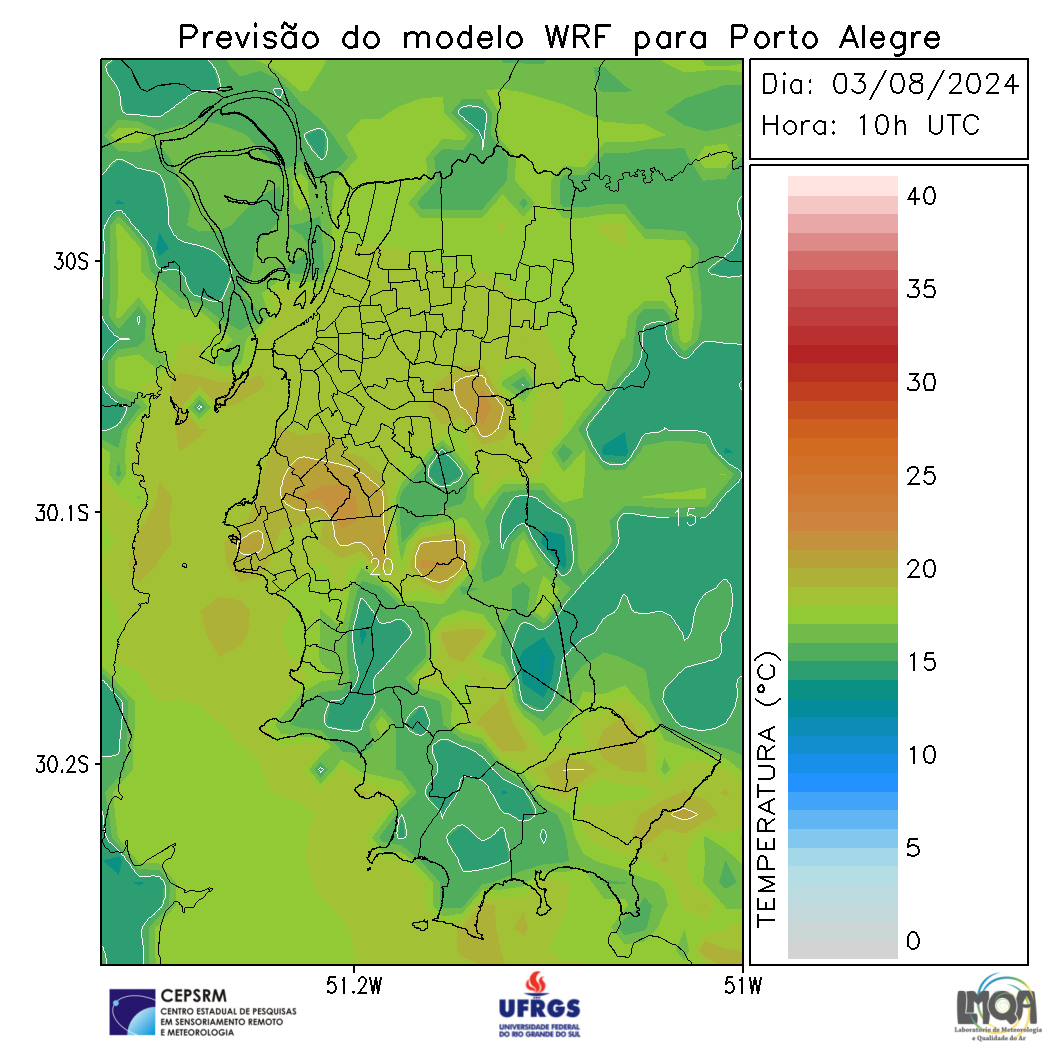 Previsão do modelo WRF para Porto Alegre
Dia: 03/08/2024
Hora: 10h UTC
30S
30.1S
30.2S
51.2W
51W
15
20
TEMPERATURA (°C)
40
35
30
25
20
15
10
5
0
CEPSRM
CENTRO ESTADUAL DE PESQUISAS
EM SENSORIAMENTO REMOTO
E METEOROLOGIA
UFRGS
UNIVERSIDADE FEDERAL
DO RIO GRANDE DO SUL
LMQA
Laboratório de Meteorologia
e Qualidade do Ar